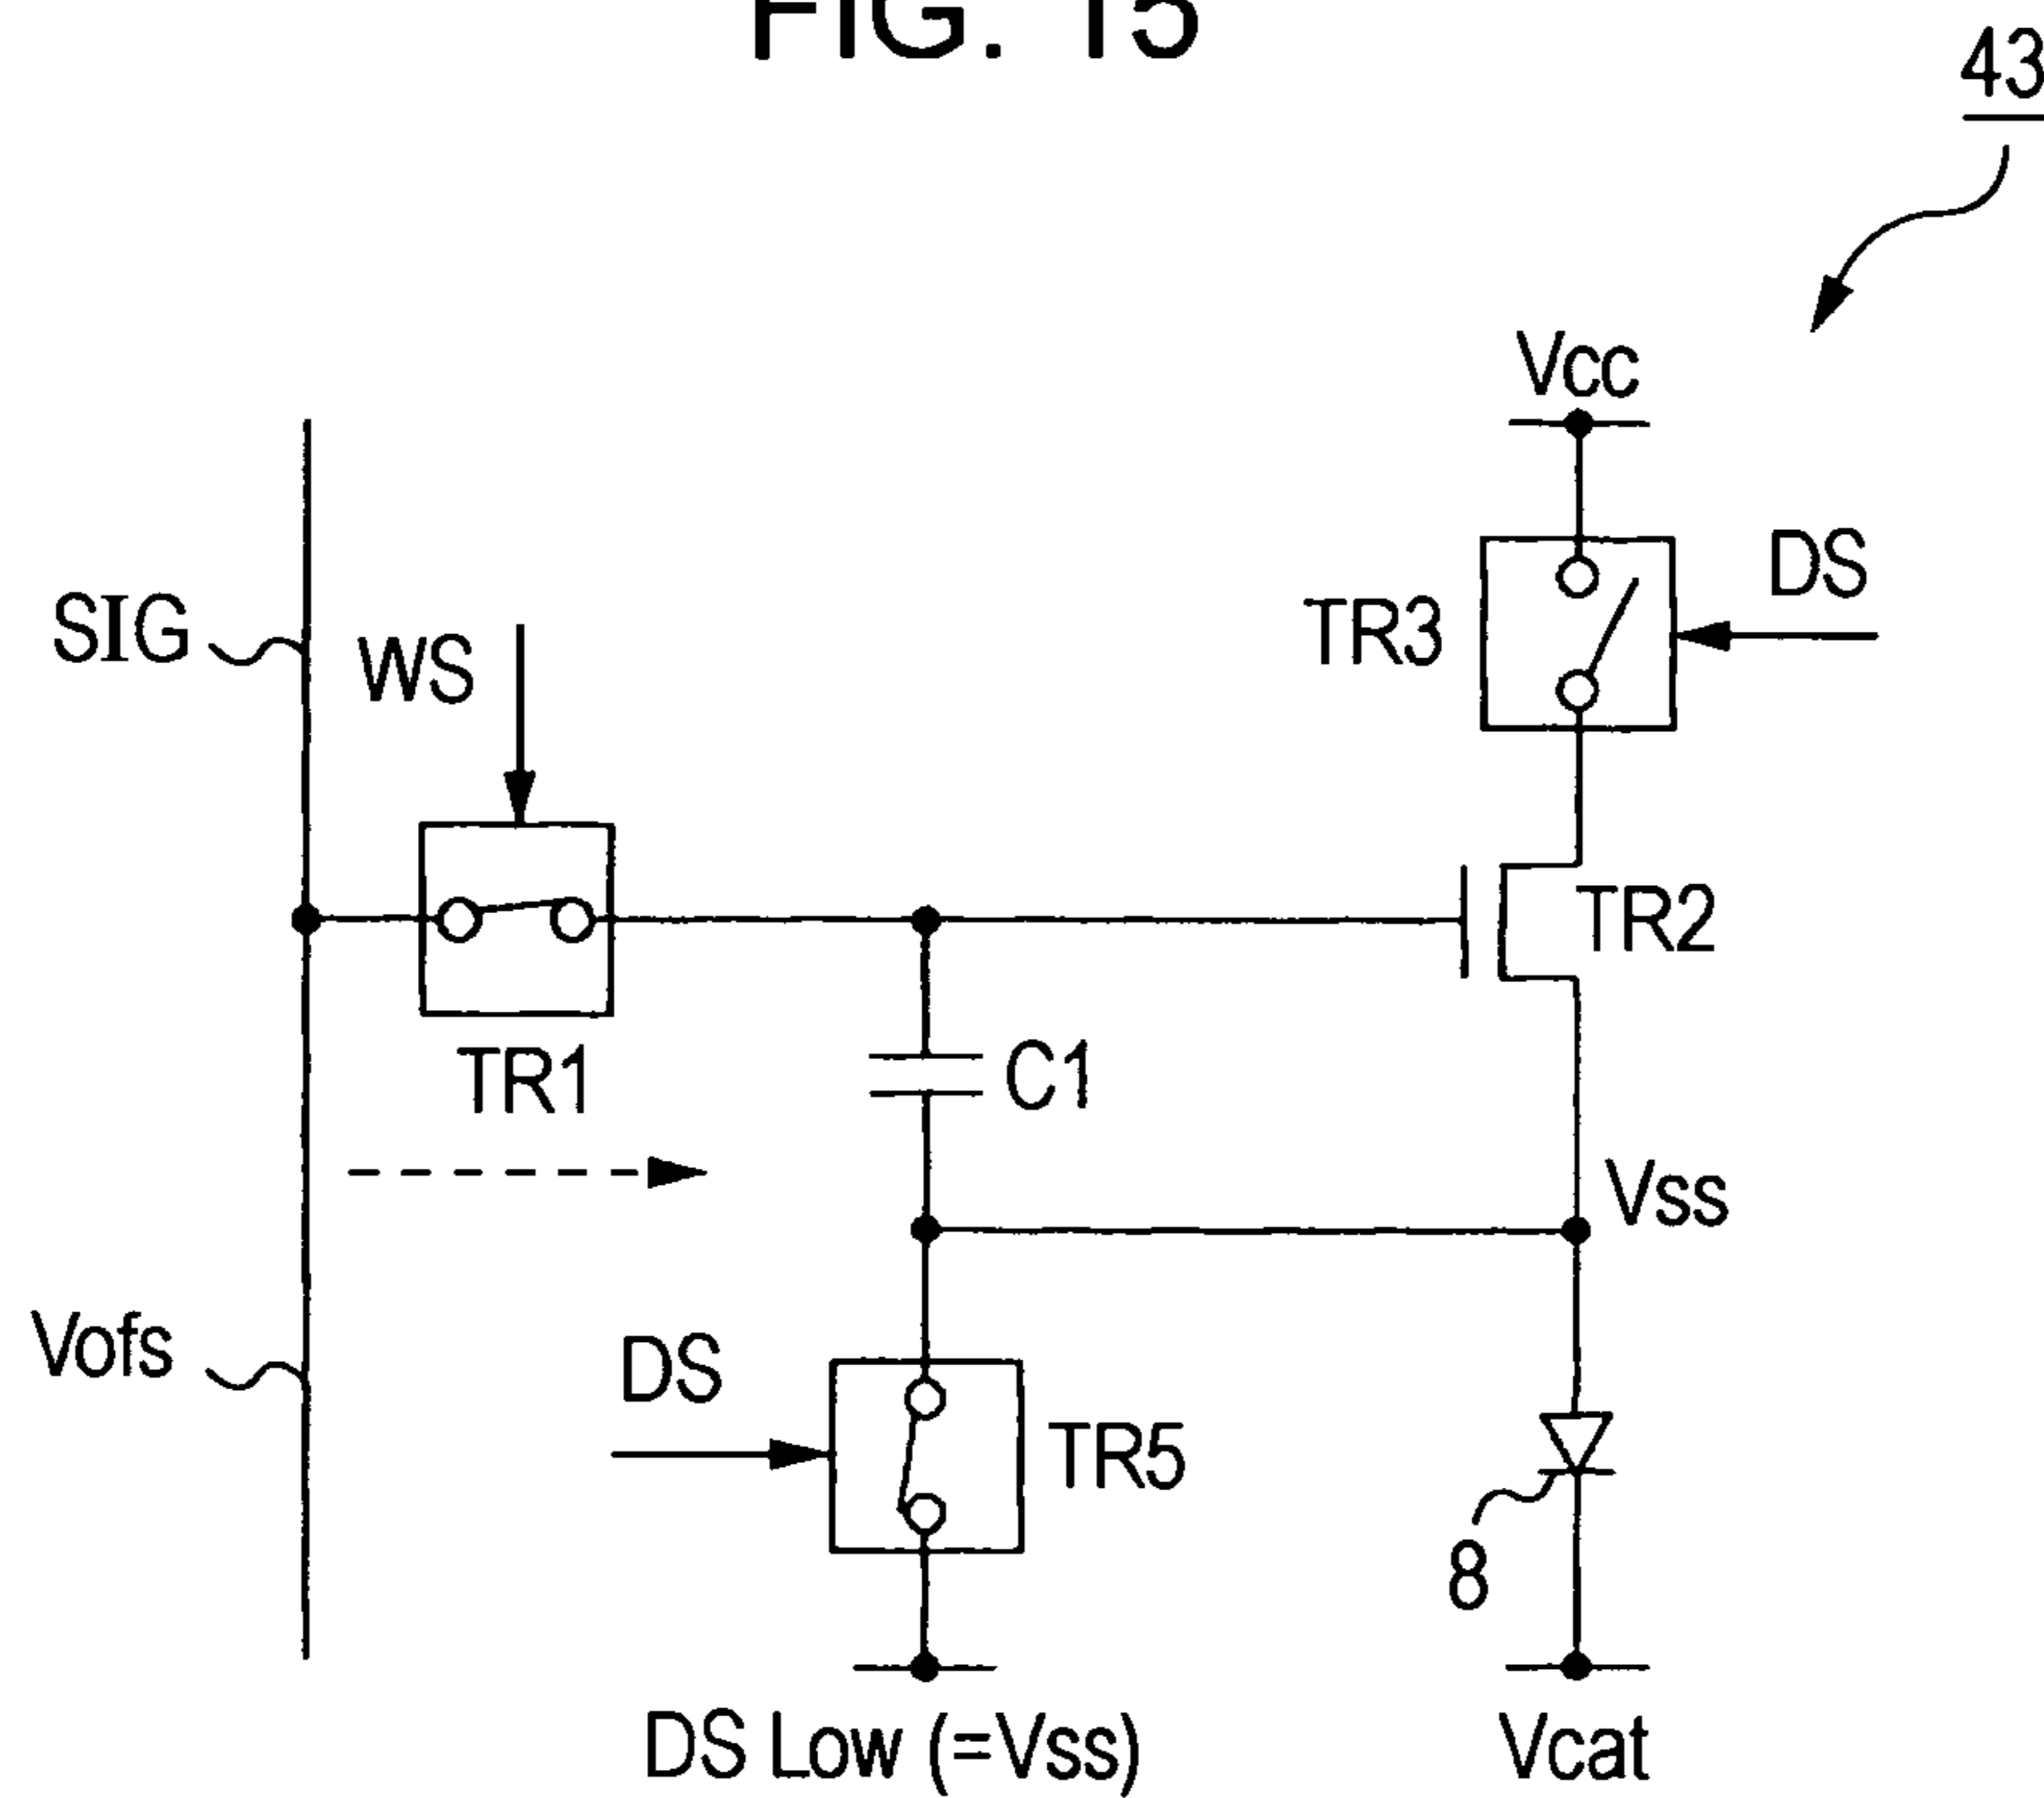 FIG. 15
43
Vcc
DS
TR3
SIG
WS
TR2
TR1
C1
Vss
Vofs
DS
TR5
8
DS Low (=Vss)
Vcat